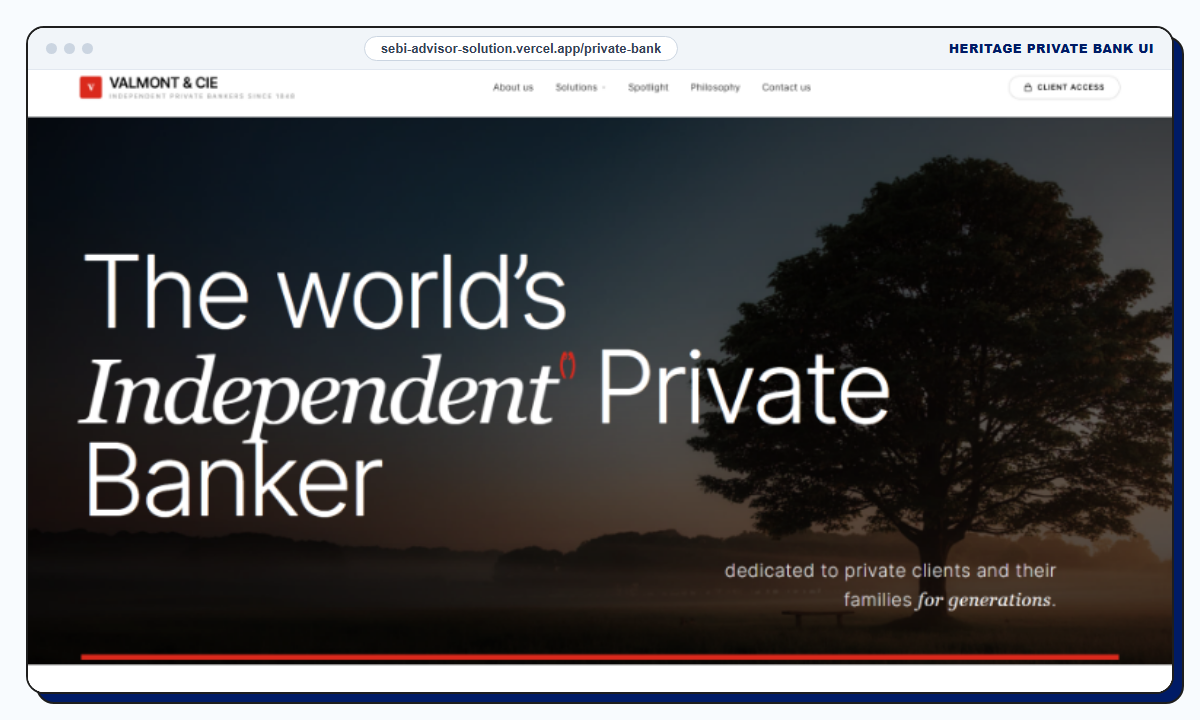 sebi-advisor-solution.vercel.app/private-bank
HERITAGE PRIVATE BANK UI
V
VALMONT & CIE
INDEPENDENT PRIVATE BANKERS SINCE 1848
About us
Solutions
Spotlight
Philosophy
Contact us
CLIENT ACCESS
The world’s
Independent() Private
Banker
dedicated to private clients and their
families for generations.